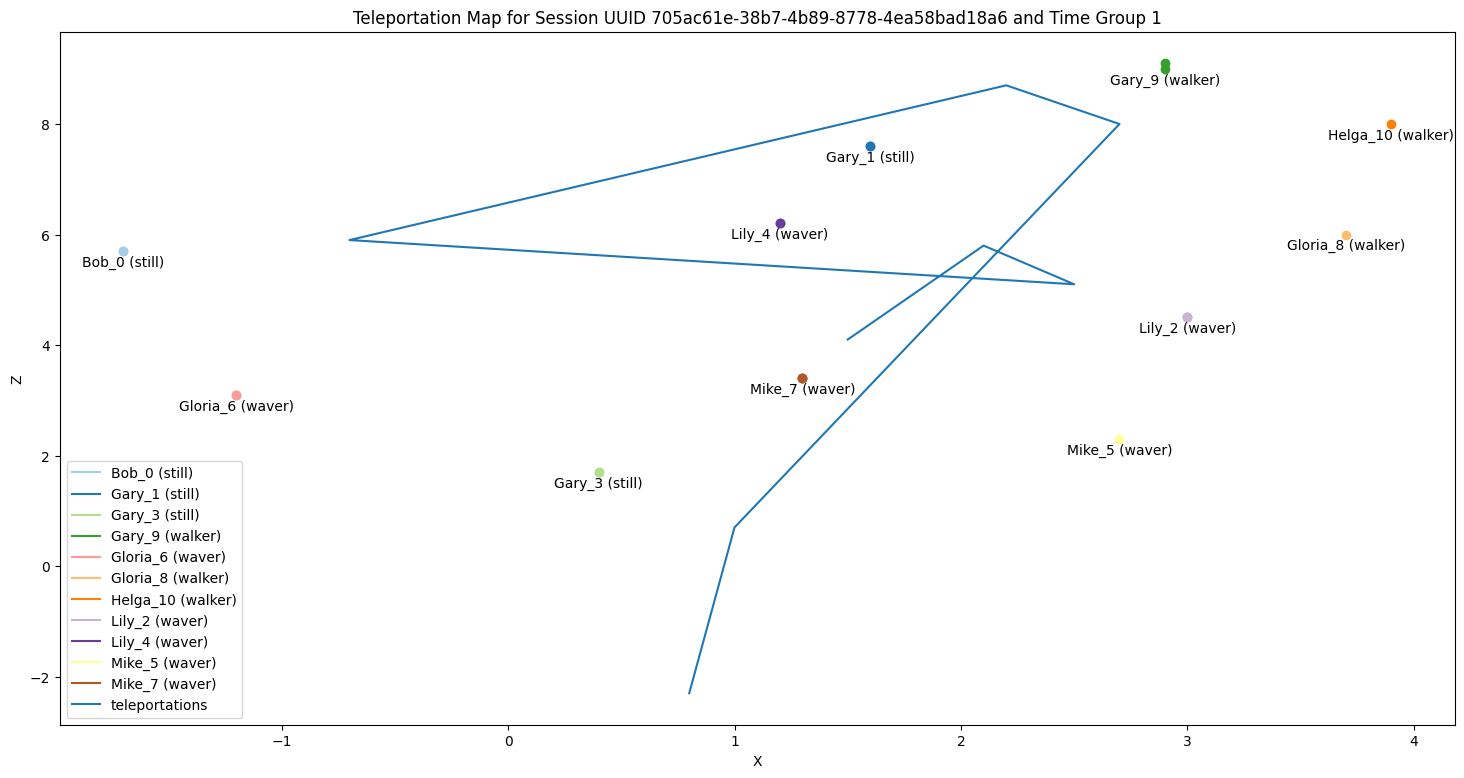 Teleportation Map for Session UUID 705ac61e-38b7-4b89-8778-4ea58bad18a6 and Time Group 1
Gary_9 (walker)
Helga_10 (walker)
Gary_1 (still)
Lily_4 (waver)
Gloria_8 (walker)
Bob_0 (still)
Lily_2 (waver)
Mike_7 (waver)
Gloria_6 (waver)
Mike_5 (waver)
Gary_3 (still)
8
6
4
2
0
−2
Z
Bob_0 (still)
Gary_1 (still)
Gary_3 (still)
Gary_9 (walker)
Gloria_6 (waver)
Gloria_8 (walker)
Helga_10 (walker)
Lily_2 (waver)
Lily_4 (waver)
Mike_5 (waver)
Mike_7 (waver)
teleportations
−1
0
1
2
3
4
X